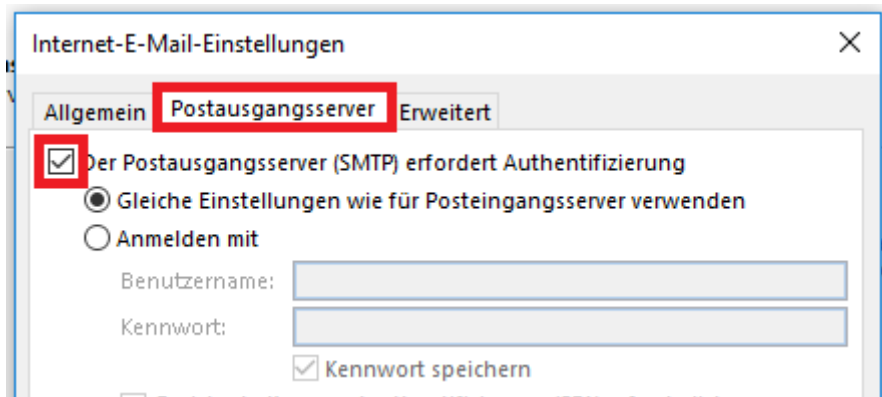 Internet-E-Mail-Einstellungen
Allgemein Postausgangsserver Erweitert
Der Postausgangsserver (SMTP) erfordert Authentifizierung
Gleiche Einstellungen wie für Posteingangsserver verwenden
Anmelden mit
Benutzername:
Kennwort:
Kennwort speichern